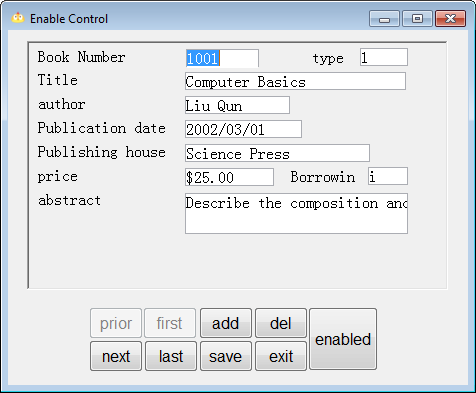 Enable Control
Book Number 1001 type 1
Title Computer Basics
author Liu Qun
Publication date 2002/03/01
Publishing house Science Press
price $25.00 Borrowin i
abstract Describe the composition and
prior first add del enabled
next last save exit